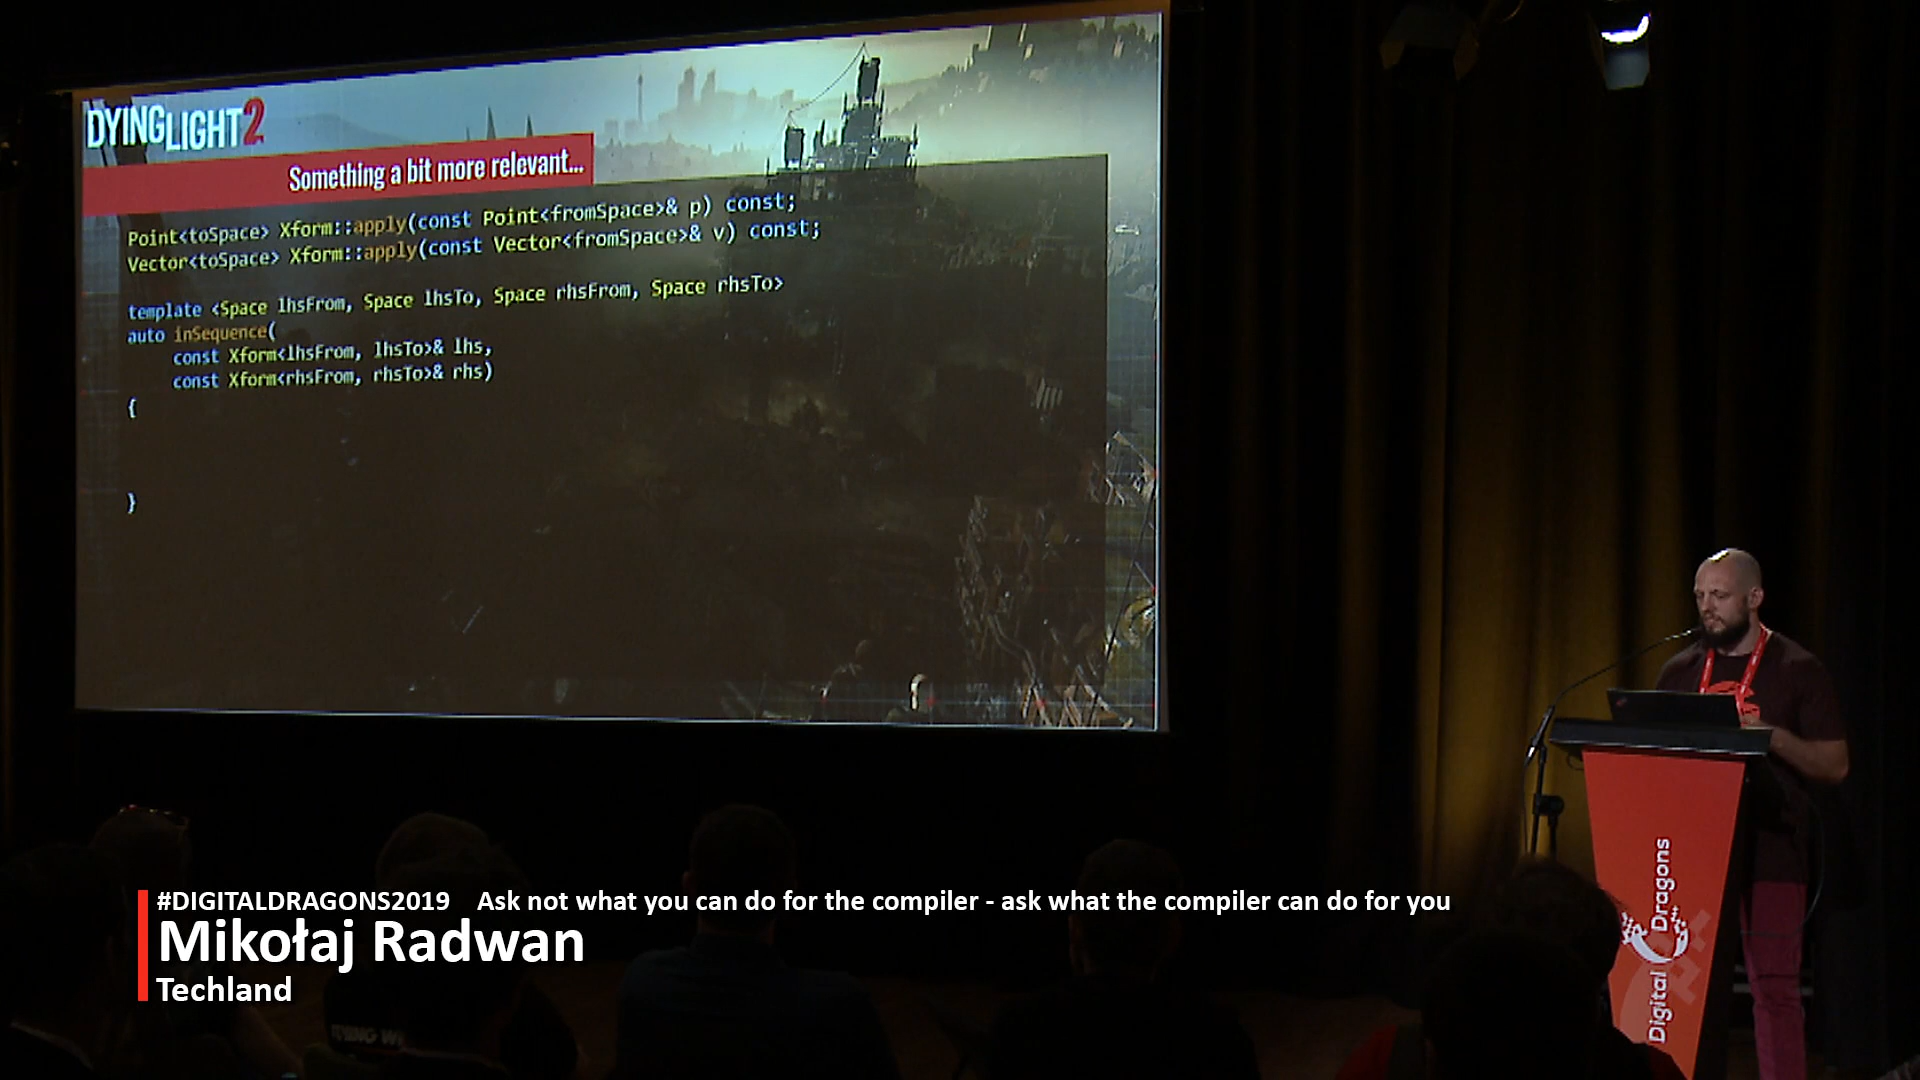 DYINGLIGHT2
Something a bit more relevant...
Point<toSpace> Xform::apply(const Point<fromSpace>& p) const;
Vector<toSpace> Xform::apply(const Vector<fromSpace>& v) const;
template <Space lhsFrom, Space lhsTo, Space rhsFrom, Space rhsTo>
auto inSequence(
const Xform<lhsFrom, lhsTo>& lhs,
const Xform<rhsFrom, rhsTo>& rhs)
{
}
Digital Dragons
#DIGITALDRAGONS2019 Ask not what you can do for the compiler - ask what the compiler can do for you
Mikołaj Radwan
Techland